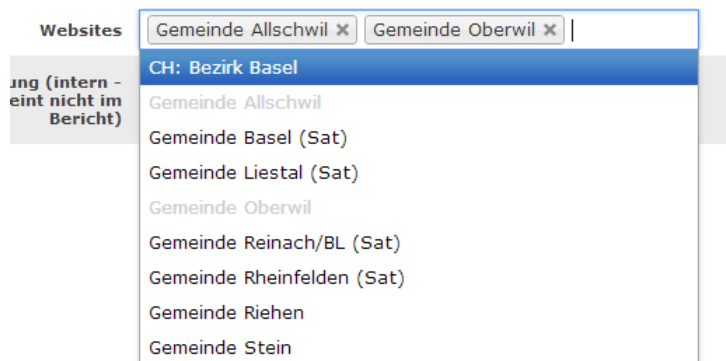 Websites
Gemeinde Allschwil × Gemeinde Oberwil ×
CH: Bezirk Basel
ung (intern -
eint nicht im
Bericht)
Gemeinde Allschwil
Gemeinde Basel (Sat)
Gemeinde Liestal (Sat)
Gemeinde Oberwil
Gemeinde Reinach/BL (Sat)
Gemeinde Rheinfelden (Sat)
Gemeinde Riehen
Gemeinde Stein